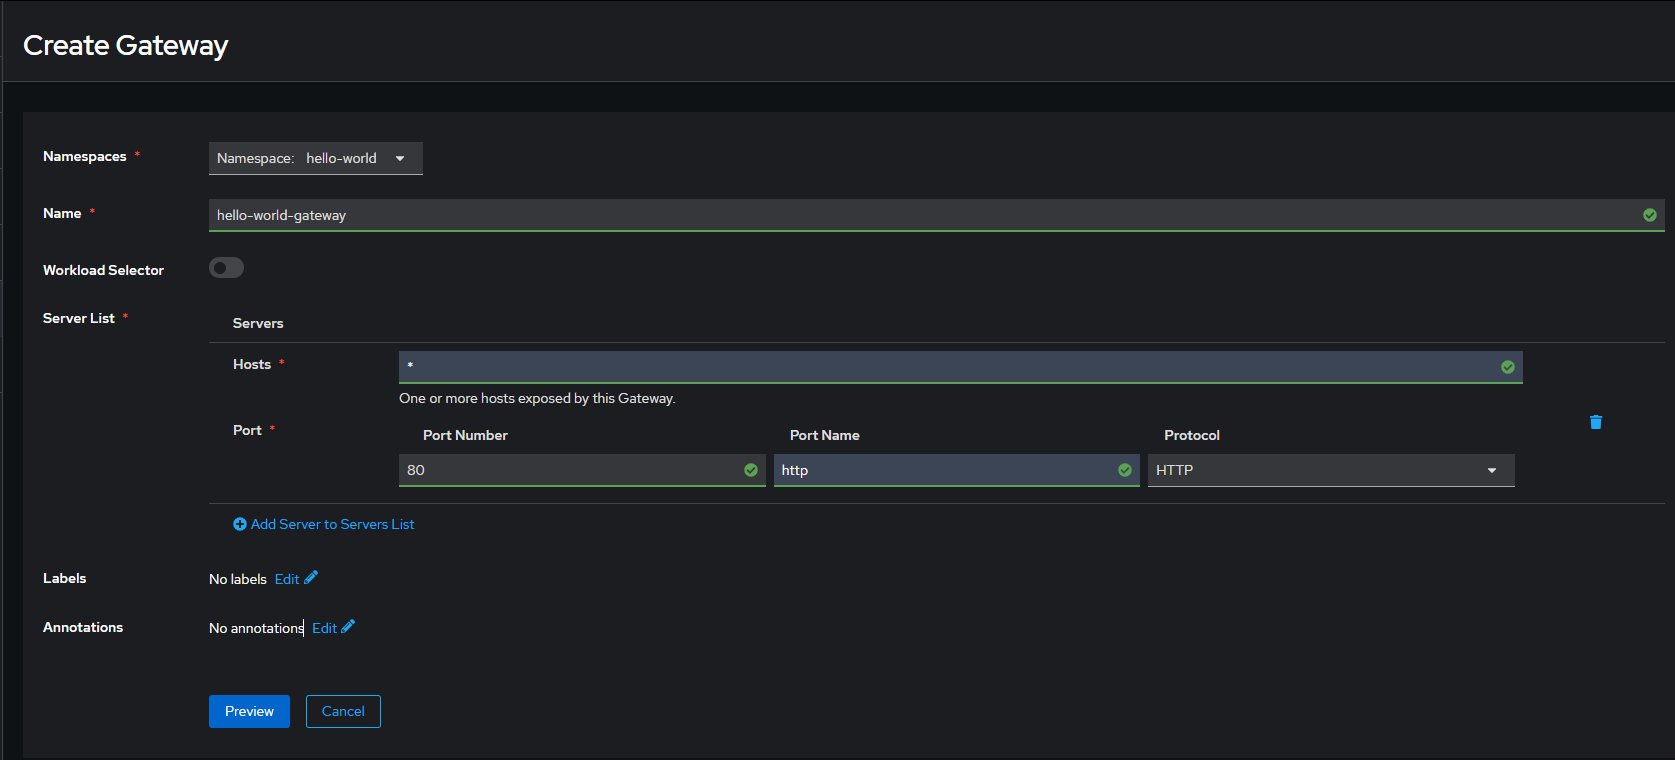 Create Gateway
Namespaces *
Namespace: hello-world
Name *
hello-world-gateway
Workload Selector
Server List *
Servers
Hosts *
*
One or more hosts exposed by this Gateway.
Port *
Port Number Port Name Protocol
80 http HTTP
Add Server to Servers List
Labels
No labels Edit
Annotations
No annotations Edit
Preview Cancel